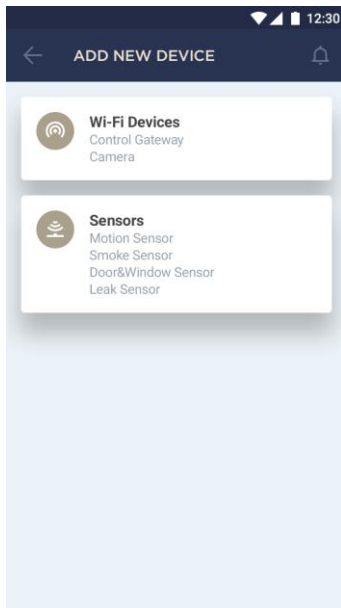 12:30
ADD NEW DEVICE
Wi-Fi Devices
Control Gateway
Camera
Sensors
Motion Sensor
Smoke Sensor
Door&Window Sensor
Leak Sensor